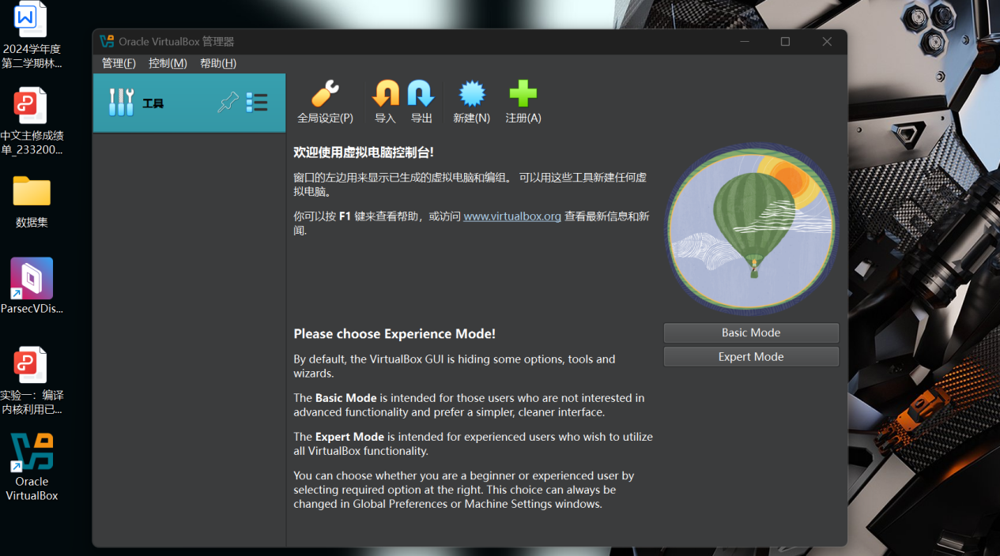 2024学年度
第二学期林...
中文主修成绩
单_233200...
数据集
ParsecVDis...
实验一：编译
内核利用已...
Oracle
VirtualBox
Oracle VirtualBox 管理器
管理(F) 控制(M) 帮助(H)
工具
全局设定(P) 导入 导出 新建(N) 注册(A)
欢迎使用虚拟电脑控制台!
窗口的左边用来显示已生成的虚拟电脑和编组。 可以用这些工具新建任何虚
拟电脑。
你可以按 F1 键来查看帮助，或访问 www.virtualbox.org 查看最新信息和新
闻.
Please choose Experience Mode!
By default, the VirtualBox GUI is hiding some options, tools and
wizards.
The Basic Mode is intended for those users who are not interested in
advanced functionality and prefer a simpler, cleaner interface.
The Expert Mode is intended for experienced users who wish to utilize
all VirtualBox functionality.
You can choose whether you are a beginner or experienced user by
selecting required option at the right. This choice can always be
changed in Global Preferences or Machine Settings windows.
Basic Mode
Expert Mode